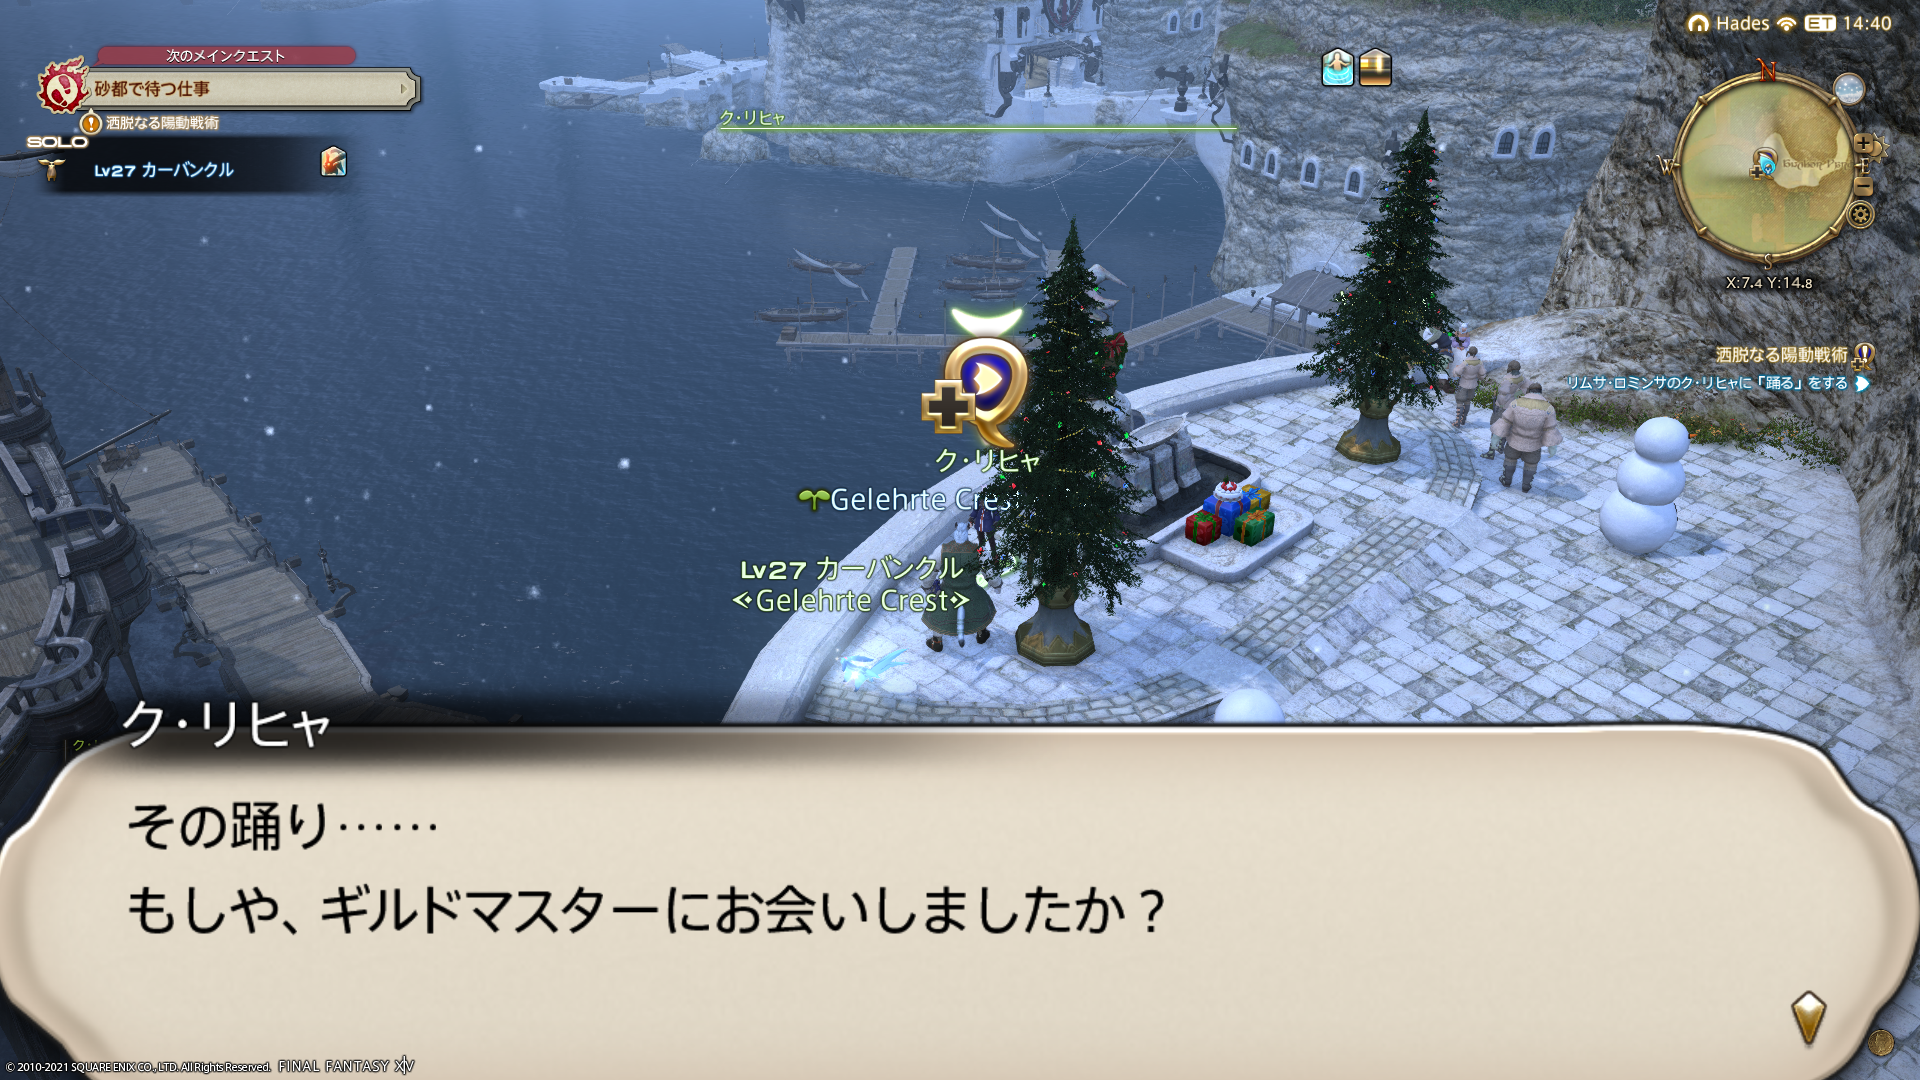 次のメインクエスト
砂都で待つ仕事
洒脱なる陽動戦術
SOLO
Lv27 カーバンクル
ク・リヒャ
Hades ET 14:40
N
W
E
S
X:7.4 Y:14.8
洒脱なる陽動戦術
リムサ・ロミンサのク・リヒャに「踊る」をする
ク・リヒャ
Gelehrte Crest
Lv27 カーバンクル
Gelehrte Crest
ク・リヒャ
その踊り……
もしや、ギルドマスターにお会いしましたか？
© 2010-2021 SQUARE ENIX CO., LTD. All Rights Reserved. FINAL FANTASY XIV